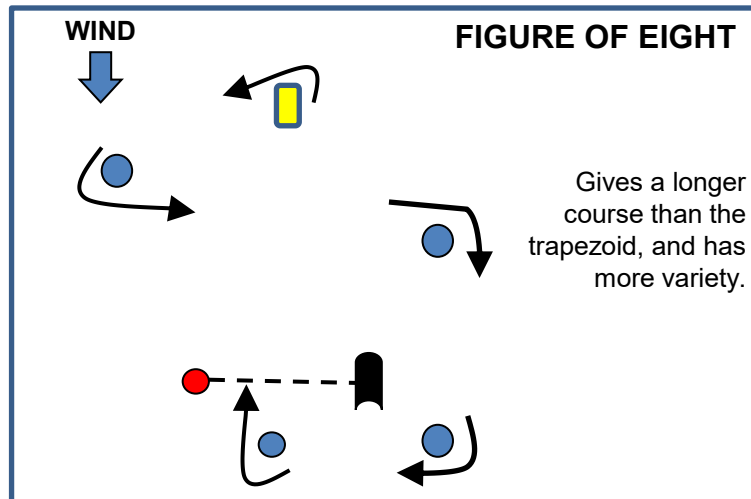 WIND
FIGURE OF EIGHT
Gives a longer
course than the
trapezoid, and has
more variety.